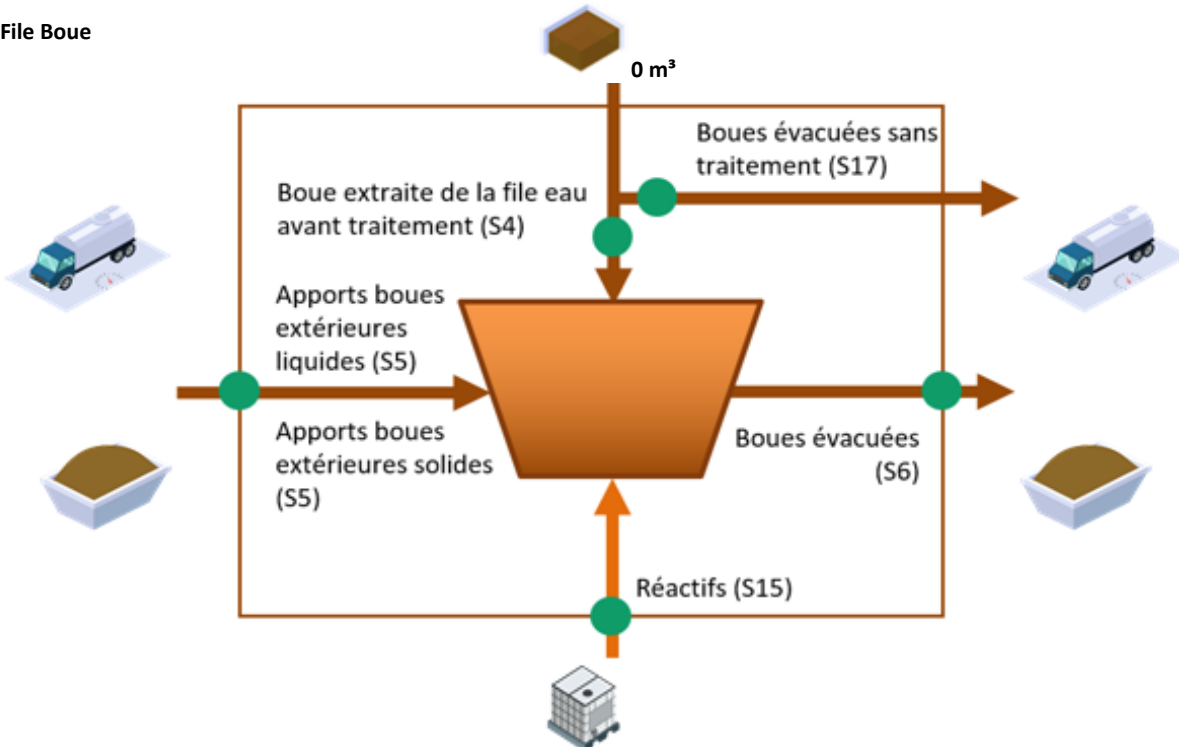 File Boue
0 m³
Boues évacuées sans
traitement (S17)
Boue extraite de la file eau
avant traitement (S4)
Apports boues
extérieures
liquides (S5)
Apports boues
extérieures solides
(S5)
Boues évacuées
(S6)
Réactifs (S15)